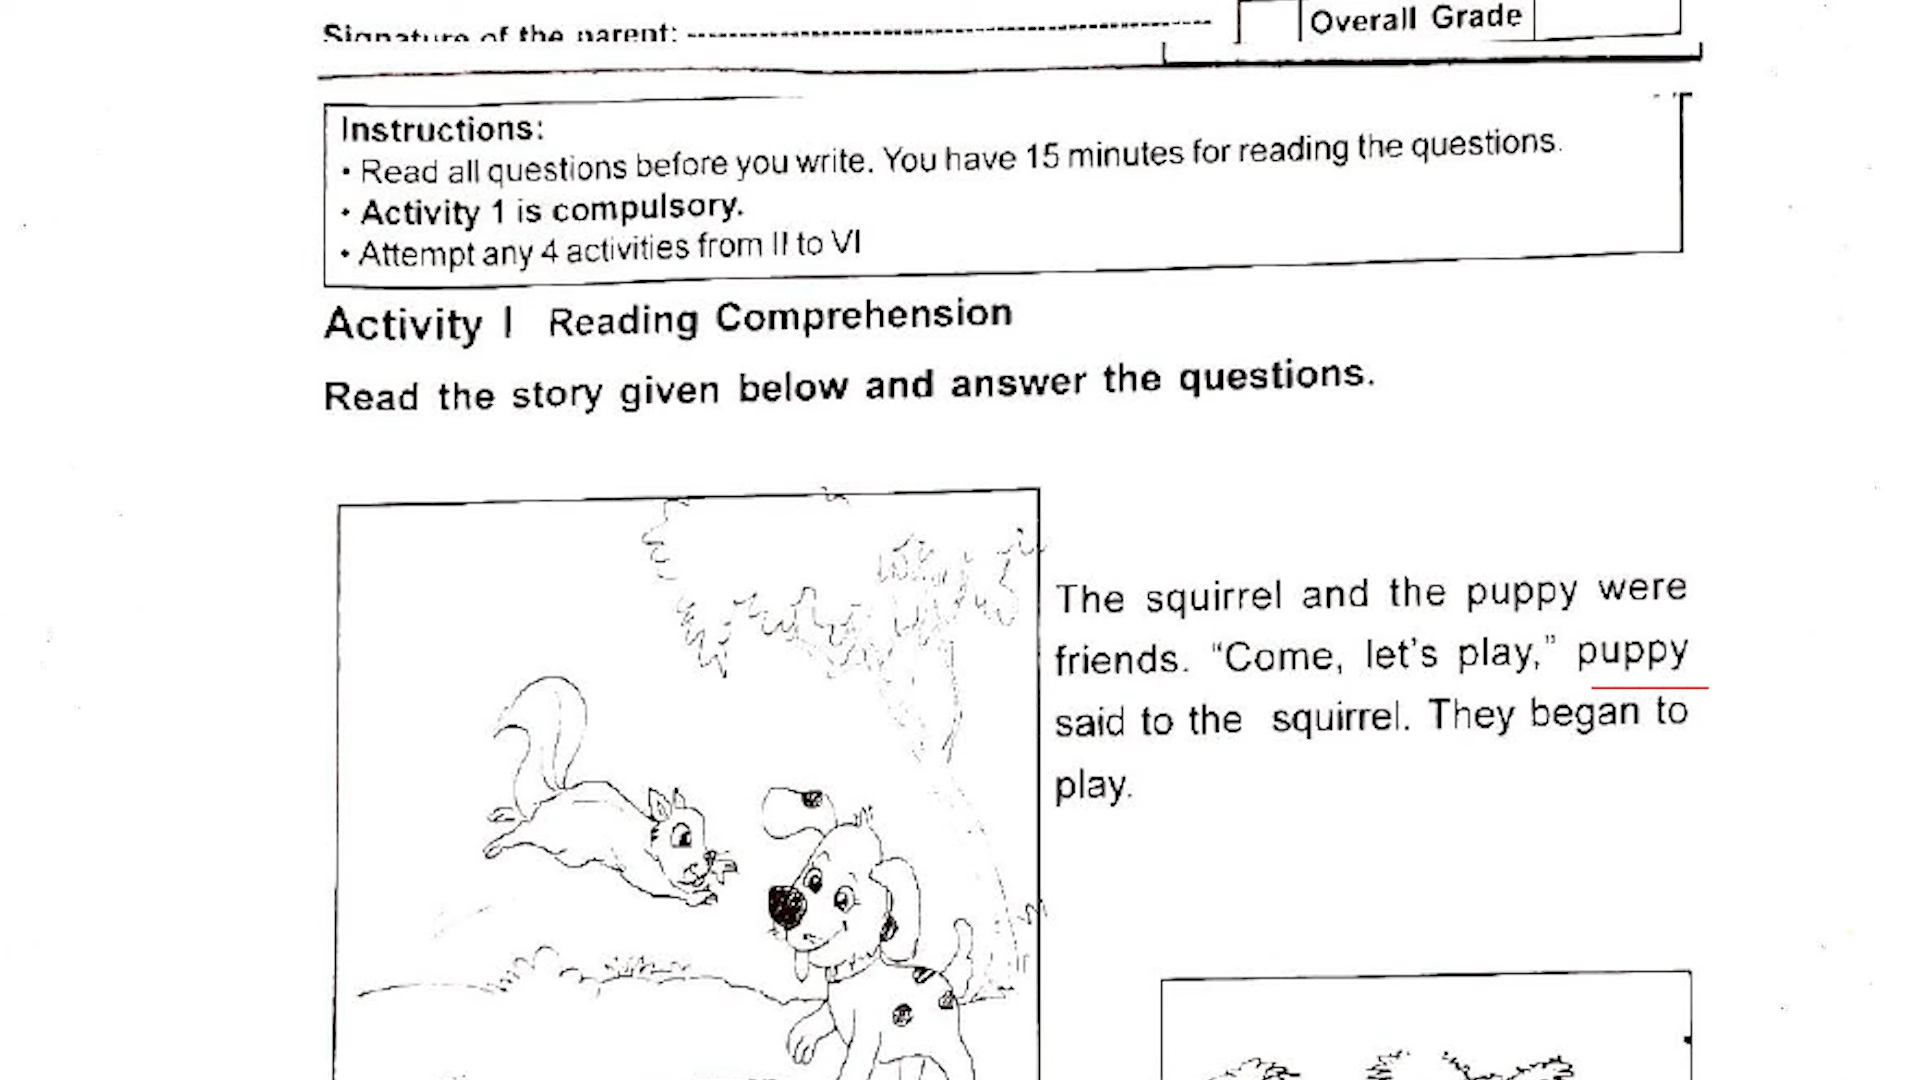 Signature of the parent: Overall Grade
Instructions:
• Read all questions before you write. You have 15 minutes for reading the questions.
• Activity 1 is compulsory.
• Attempt any 4 activities from II to VI
Activity I Reading Comprehension
Read the story given below and answer the questions.
The squirrel and the puppy were
friends. “Come, let's play,” puppy
said to the squirrel. They began to
play.